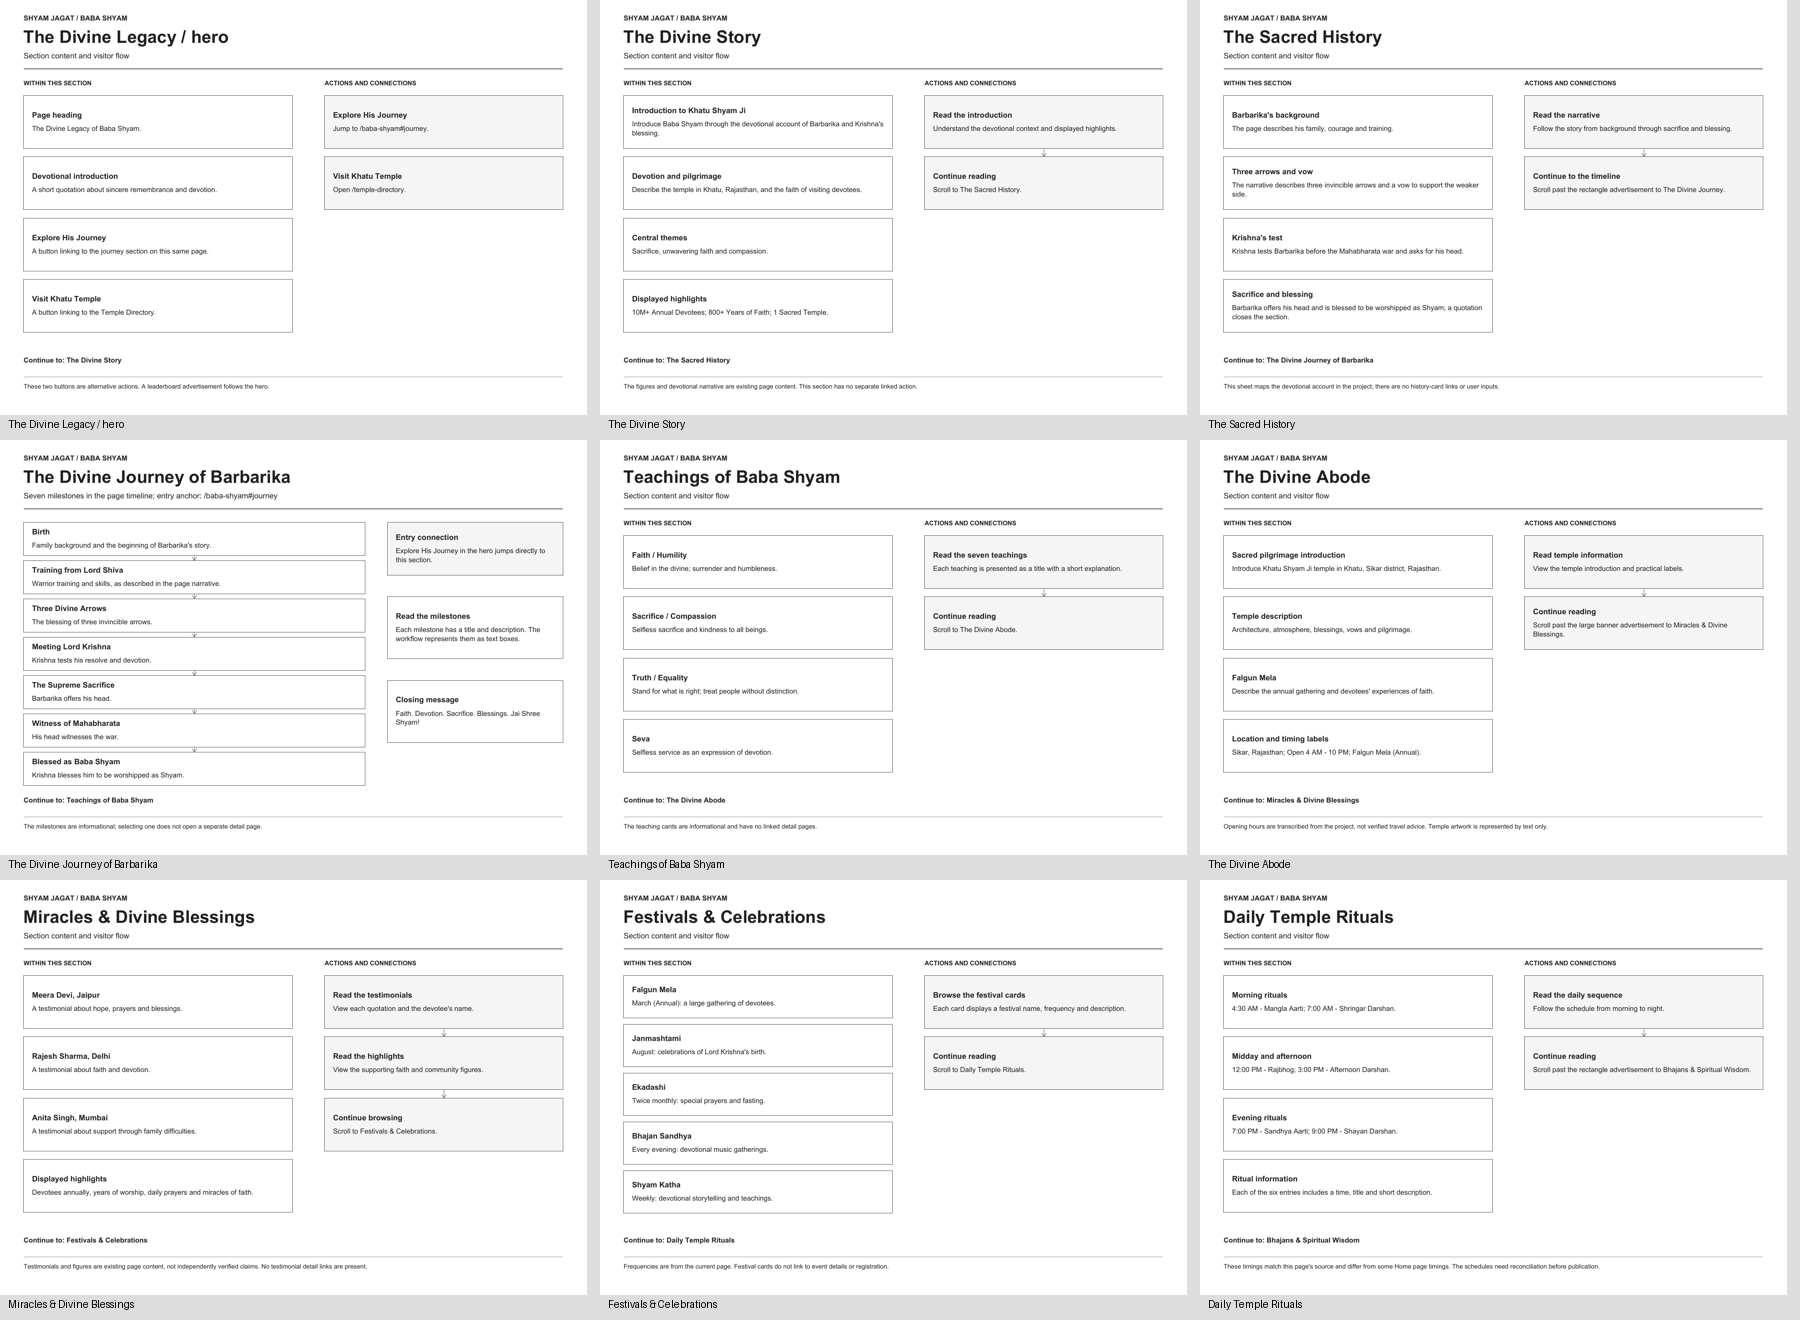 SHYAM JAGAT / BABA SHYAM
The Divine Legacy / hero
Section content and visitor flow
WITHIN THIS SECTION
Page heading
The Divine Legacy of Baba Shyam.
Devotional introduction
A short quotation about sincere remembrance and devotion.
Explore His Journey
A button linking to the journey section on this same page.
Visit Khatu Temple
A button linking to the Temple Directory.
ACTIONS AND CONNECTIONS
Explore His Journey
Jump to /baba-shyam#journey.
Visit Khatu Temple
Open /temple-directory.
Continue to: The Divine Story
These two buttons are alternative actions. A leaderboard advertisement follows the hero.
The Divine Legacy / hero
SHYAM JAGAT / BABA SHYAM
The Divine Story
Section content and visitor flow
WITHIN THIS SECTION
Introduction to Khatu Shyam Ji
Introduce Baba Shyam through the devotional account of Barbarika and Krishna's
blessing.
Devotion and pilgrimage
Describe the temple in Khatu, Rajasthan, and the faith of visiting devotees.
Central themes
Sacrifice, unwavering faith and compassion.
Displayed highlights
10M+ Annual Devotees; 800+ Years of Faith; 1 Sacred Temple.
ACTIONS AND CONNECTIONS
Read the introduction
Understand the devotional context and displayed highlights.
Continue reading
Scroll to The Sacred History.
Continue to: The Sacred History
The figures and devotional narrative are existing page content. This section has no separate linked action.
The Divine Story
SHYAM JAGAT / BABA SHYAM
The Sacred History
Section content and visitor flow
WITHIN THIS SECTION
Barbarika's background
The page describes his family, courage and training.
Three arrows and vow
The narrative describes three invincible arrows and a vow to support the weaker
side.
Krishna's test
Krishna tests Barbarika before the Mahabharata war and asks for his head.
Sacrifice and blessing
Barbarika offers his head and is blessed to be worshipped as Shyam; a quotation
closes the section.
ACTIONS AND CONNECTIONS
Read the narrative
Follow the story from background through sacrifice and blessing.
Continue to the timeline
Scroll past the rectangle advertisement to The Divine Journey.
Continue to: The Divine Journey of Barbarika
This sheet maps the devotional account in the project; there are no history-card links or user inputs.
The Sacred History
SHYAM JAGAT / BABA SHYAM
The Divine Journey of Barbarika
Seven milestones in the page timeline; entry anchor: /baba-shyam#journey
Birth
Family background and the beginning of Barbarika's story.
Training from Lord Shiva
Warrior training and skills, as described in the page narrative.
Three Divine Arrows
The blessing of three invincible arrows.
Meeting Lord Krishna
Krishna tests his resolve and devotion.
The Supreme Sacrifice
Barbarika offers his head.
Witness of Mahabharata
His head witnesses the war.
Blessed as Baba Shyam
Krishna blesses him to be worshipped as Shyam.
Entry connection
Explore His Journey in the hero jumps directly to
this section.
Read the milestones
Each milestone has a title and description. The
workflow represents them as text boxes.
Closing message
Faith. Devotion. Sacrifice. Blessings. Jai Shree
Shyam!
Continue to: Teachings of Baba Shyam
The milestones are informational; selecting one does not open a separate detail page.
The Divine Journey of Barbarika
SHYAM JAGAT / BABA SHYAM
Teachings of Baba Shyam
Section content and visitor flow
WITHIN THIS SECTION
Faith / Humility
Belief in the divine; surrender and humbleness.
Sacrifice / Compassion
Selfless sacrifice and kindness to all beings.
Truth / Equality
Stand for what is right; treat people without distinction.
Seva
Selfless service as an expression of devotion.
ACTIONS AND CONNECTIONS
Read the seven teachings
Each teaching is presented as a title with a short explanation.
Continue reading
Scroll to The Divine Abode.
Continue to: The Divine Abode
The teaching cards are informational and have no linked detail pages.
Teachings of Baba Shyam
SHYAM JAGAT / BABA SHYAM
The Divine Abode
Section content and visitor flow
WITHIN THIS SECTION
Sacred pilgrimage introduction
Introduce Khatu Shyam Ji temple in Khatu, Sikar district, Rajasthan.
Temple description
Architecture, atmosphere, blessings, vows and pilgrimage.
Falgun Mela
Describe the annual gathering and devotees' experiences of faith.
Location and timing labels
Sikar, Rajasthan; Open 4 AM - 10 PM; Falgun Mela (Annual).
ACTIONS AND CONNECTIONS
Read temple information
View the temple introduction and practical labels.
Continue reading
Scroll past the large banner advertisement to Miracles & Divine
Blessings.
Continue to: Miracles & Divine Blessings
Opening hours are transcribed from the project, not verified travel advice. Temple artwork is represented by text only.
The Divine Abode
SHYAM JAGAT / BABA SHYAM
Miracles & Divine Blessings
Section content and visitor flow
WITHIN THIS SECTION
Meera Devi, Jaipur
A testimonial about hope, prayers and blessings.
Rajesh Sharma, Delhi
A testimonial about faith and devotion.
Anita Singh, Mumbai
A testimonial about support through family difficulties.
Displayed highlights
Devotees annually, years of worship, daily prayers and miracles of faith.
ACTIONS AND CONNECTIONS
Read the testimonials
View each quotation and the devotee's name.
Read the highlights
View the supporting faith and community figures.
Continue browsing
Scroll to Festivals & Celebrations.
Continue to: Festivals & Celebrations
Testimonials and figures are existing page content, not independently verified claims. No testimonial detail links are present.
Miracles & Divine Blessings
SHYAM JAGAT / BABA SHYAM
Festivals & Celebrations
Section content and visitor flow
WITHIN THIS SECTION
Falgun Mela
March (Annual): a large gathering of devotees.
Janmashtami
August: celebrations of Lord Krishna's birth.
Ekadashi
Twice monthly: special prayers and fasting.
Bhajan Sandhya
Every evening: devotional music gatherings.
Shyam Katha
Weekly: devotional storytelling and teachings.
ACTIONS AND CONNECTIONS
Browse the festival cards
Each card displays a festival name, frequency and description.
Continue reading
Scroll to Daily Temple Rituals.
Continue to: Daily Temple Rituals
Frequencies are from the current page. Festival cards do not link to event details or registration.
Festivals & Celebrations
SHYAM JAGAT / BABA SHYAM
Daily Temple Rituals
Section content and visitor flow
WITHIN THIS SECTION
Morning rituals
4:30 AM - Mangla Aarti; 7:00 AM - Shringar Darshan.
Midday and afternoon
12:00 PM - Rajbhog; 3:00 PM - Afternoon Darshan.
Evening rituals
7:00 PM - Sandhya Aarti; 9:00 PM - Shayan Darshan.
Ritual information
Each of the six entries includes a time, title and short description.
ACTIONS AND CONNECTIONS
Read the daily sequence
Follow the schedule from morning to night.
Continue reading
Scroll past the rectangle advertisement to Bhajans & Spiritual Wisdom.
Continue to: Bhajans & Spiritual Wisdom
These timings match this page's source and differ from some Home page timings. The schedules need reconciliation before publication.
Daily Temple Rituals